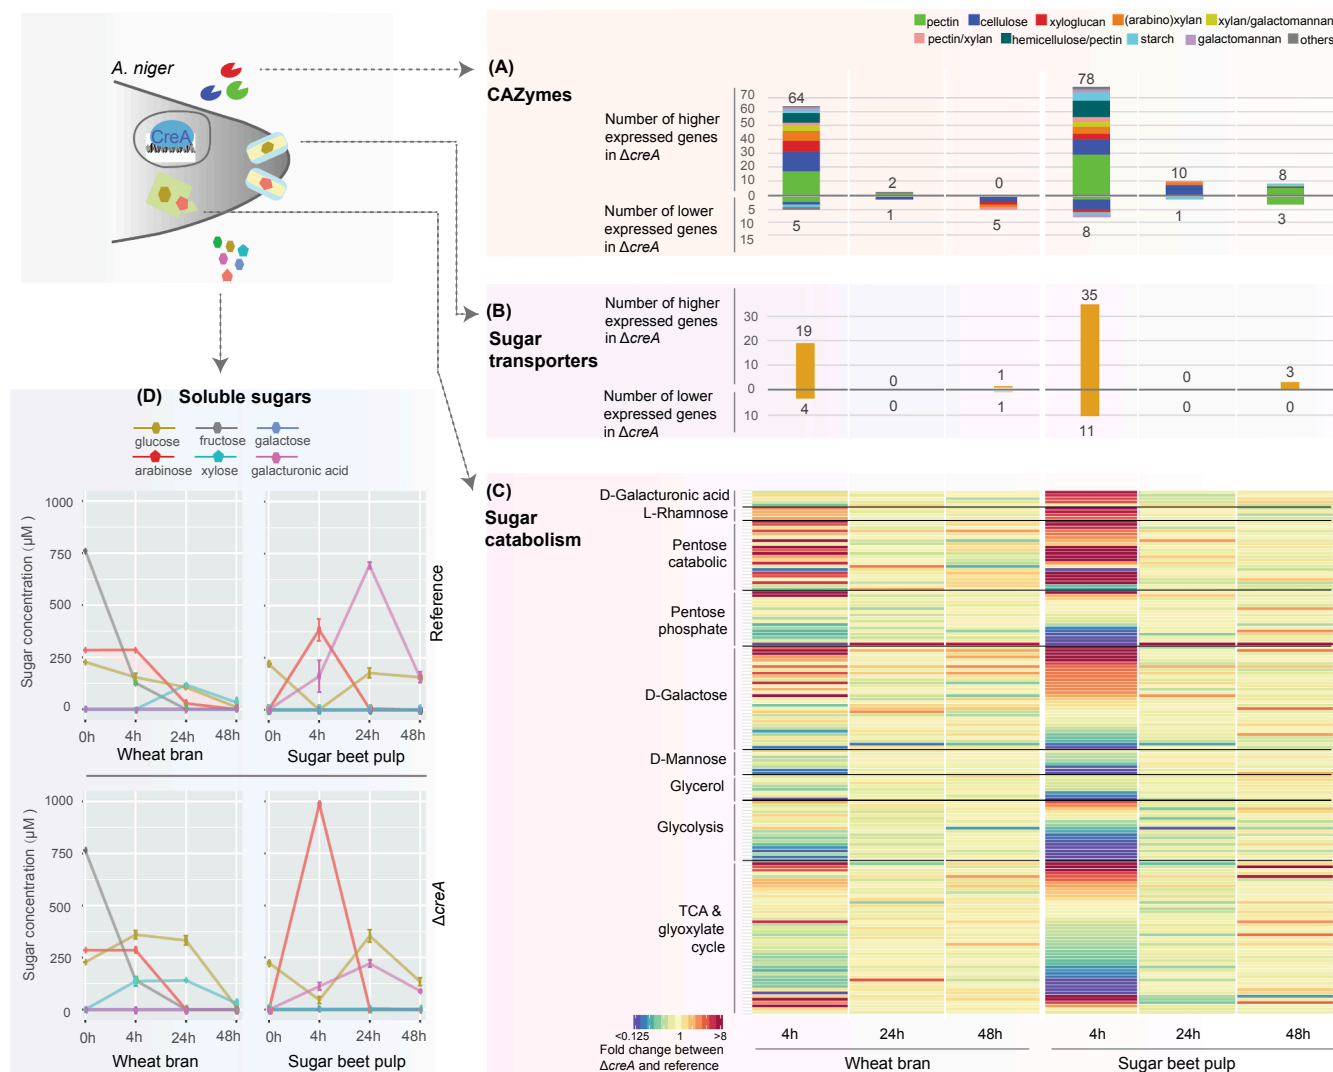 A. niger
CreA
(A)
CAZymes
pectin cellulose xyloglucan (arabino)xylan xylan/galactomannan
pectin/xylan hemicellulose/pectin starch galactomannan others
Number of higher
expressed genes
in ΔcreA
Number of lower
expressed genes
in ΔcreA
70
60
50
40
30
20
10
0
5
10
15
64
2
0
78
10
8
5
1
5
8
1
3
(B)
Sugar
transporters
Number of higher
expressed genes
in ΔcreA
Number of lower
expressed genes
in ΔcreA
30
20
10
0
10
19
0
1
35
0
3
4
0
1
11
0
0
(C)
Sugar
catabolism
D-Galacturonic acid
L-Rhamnose
Pentose
catabolic
Pentose
phosphate
D-Galactose
D-Mannose
Glycerol
Glycolysis
TCA &
glyoxylate
cycle
<0.125 1 >8
Fold change between
ΔcreA and reference
4h 24h 48h 4h 24h 48h
Wheat bran Sugar beet pulp
(D) Soluble sugars
glucose fructose galactose
arabinose xylose galacturonic acid
Sugar concentration (μM )
1000
750
500
250
0
0h 4h 24h 48h 0h 4h 24h 48h
Wheat bran Sugar beet pulp
Reference
Sugar concentration (μM )
1000
750
500
250
0
0h 4h 24h 48h 0h 4h 24h 48h
Wheat bran Sugar beet pulp
ΔcreA